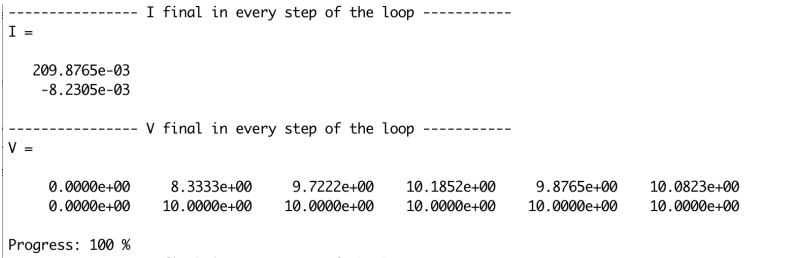 ---------------- I final in every step of the loop -----------
I =
209.8765e-03
-8.2305e-03
---------------- V final in every step of the loop -----------
V =
0.0000e+00 8.3333e+00 9.7222e+00 10.1852e+00 9.8765e+00 10.0823e+00
0.0000e+00 10.0000e+00 10.0000e+00 10.0000e+00 10.0000e+00 10.0000e+00
Progress: 100 %